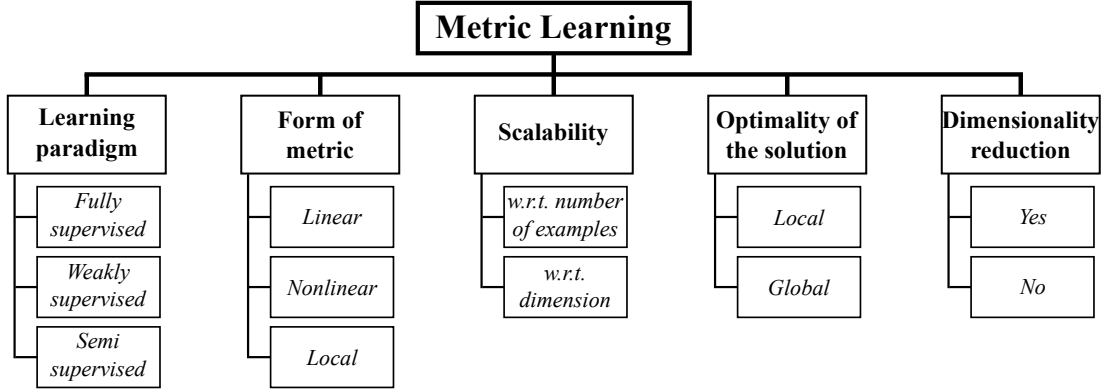 Metric Learning
Learning
paradigm
Fully
supervised
Weakly
supervised
Semi
supervised
Form of
metric
Linear
Nonlinear
Local
Scalability
w.r.t. number
of examples
w.r.t.
dimension
Optimality of
the solution
Local
Global
Dimensionality
reduction
Yes
No